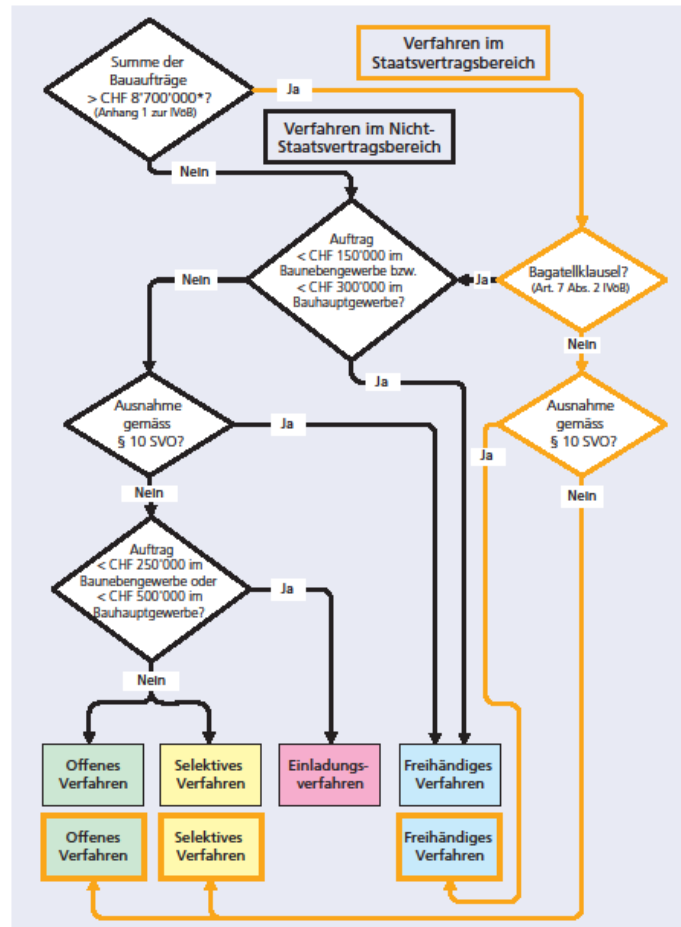 Summe der
Bauaufträge
> CHF 8'700'000*?
(Anhang 1 zur IVöB)
Ja
Verfahren im
Staatsvertragsbereich
Verfahren im Nicht-
Staatsvertragsbereich
Nein
Auftrag
< CHF 150'000 im
Baunebengewerbe bzw.
< CHF 300'000 im
Bauhauptgewerbe?
Nein
Ja
Bagatellklausel?
(Art. 7 Abs. 2 IVöB)
Nein
Ja
Ausnahme
gemäss
§ 10 SVO?
Ja
Ausnahme
gemäss
§ 10 SVO?
Ja
Nein
Nein
Auftrag
< CHF 250'000 im
Baunebengewerbe oder
< CHF 500'000 im
Bauhauptgewerbe?
Ja
Nein
Offenes
Verfahren
Selektives
Verfahren
Einladungs-
verfahren
Freihändiges
Verfahren
Offenes
Verfahren
Selektives
Verfahren
Freihändiges
Verfahren